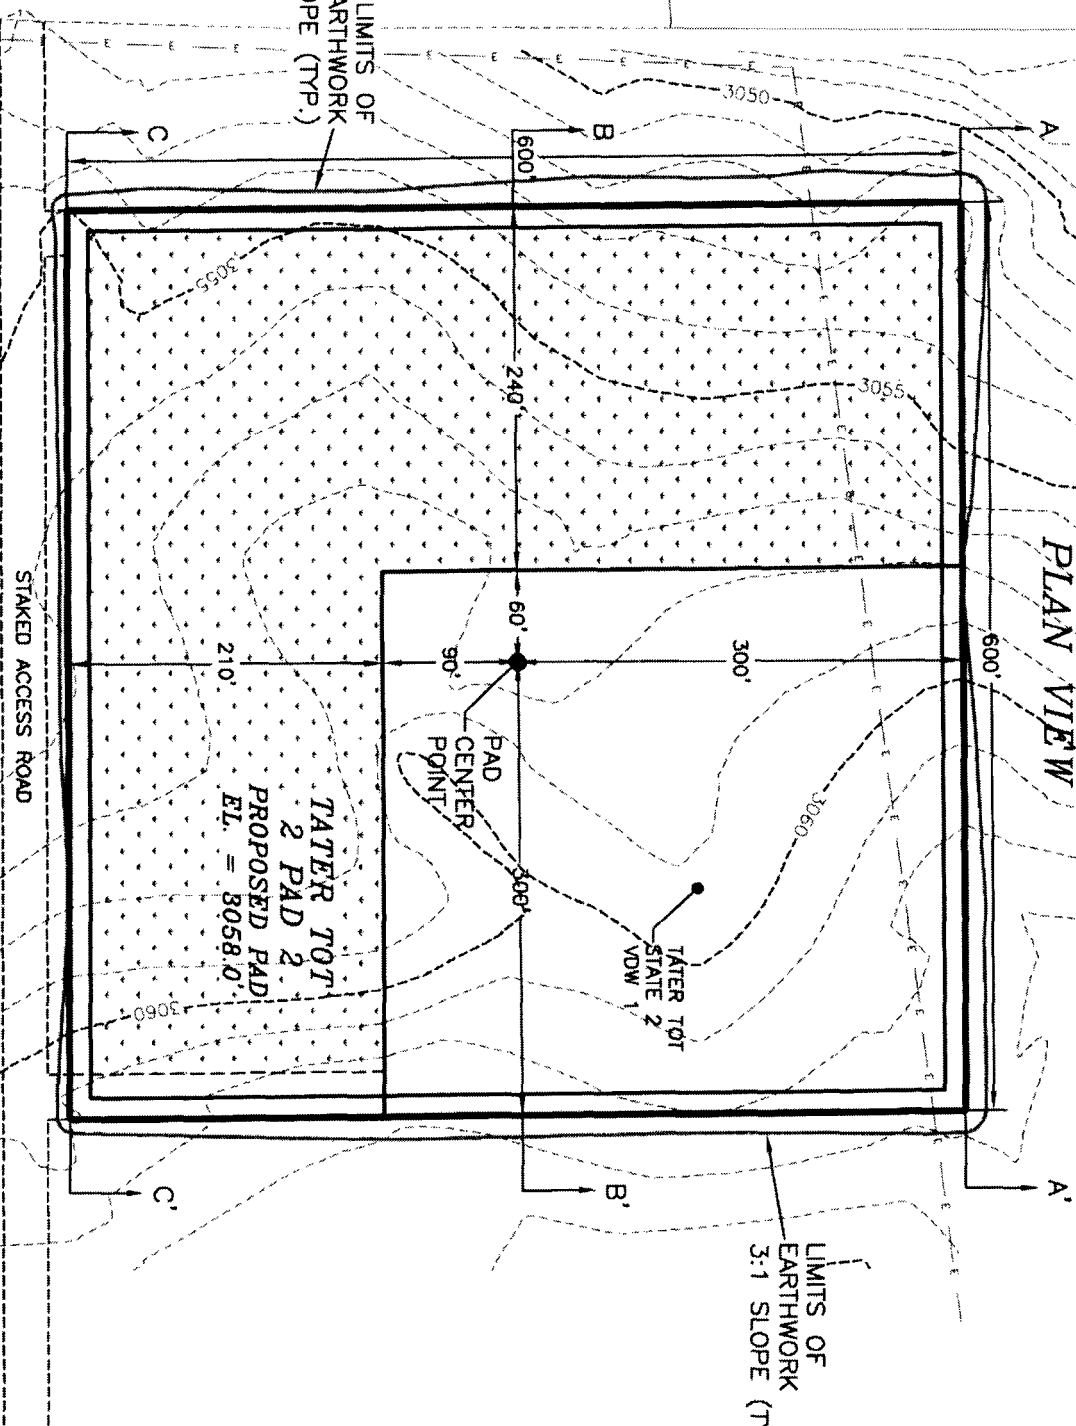 PLAN VIEW
A
B
C
LIMITS OF
ARTHWORK
OPE (TYP.)
3050
600'
600'
3055
3055
240'
60'
300'
90'
210'
300'
PAD
CENTER
POINT
3060
3060
TATER TOT
STATE 2
VDW 1
TATER TOT
2 PAD 2
PROPOSED PAD
EL. = 3058.0'
STAKED ACCESS ROAD
A'
B'
C'
LIMITS OF
EARTHWORK
3:1 SLOPE (T
E E E E E E E E
E E E E E E E E E E E E E